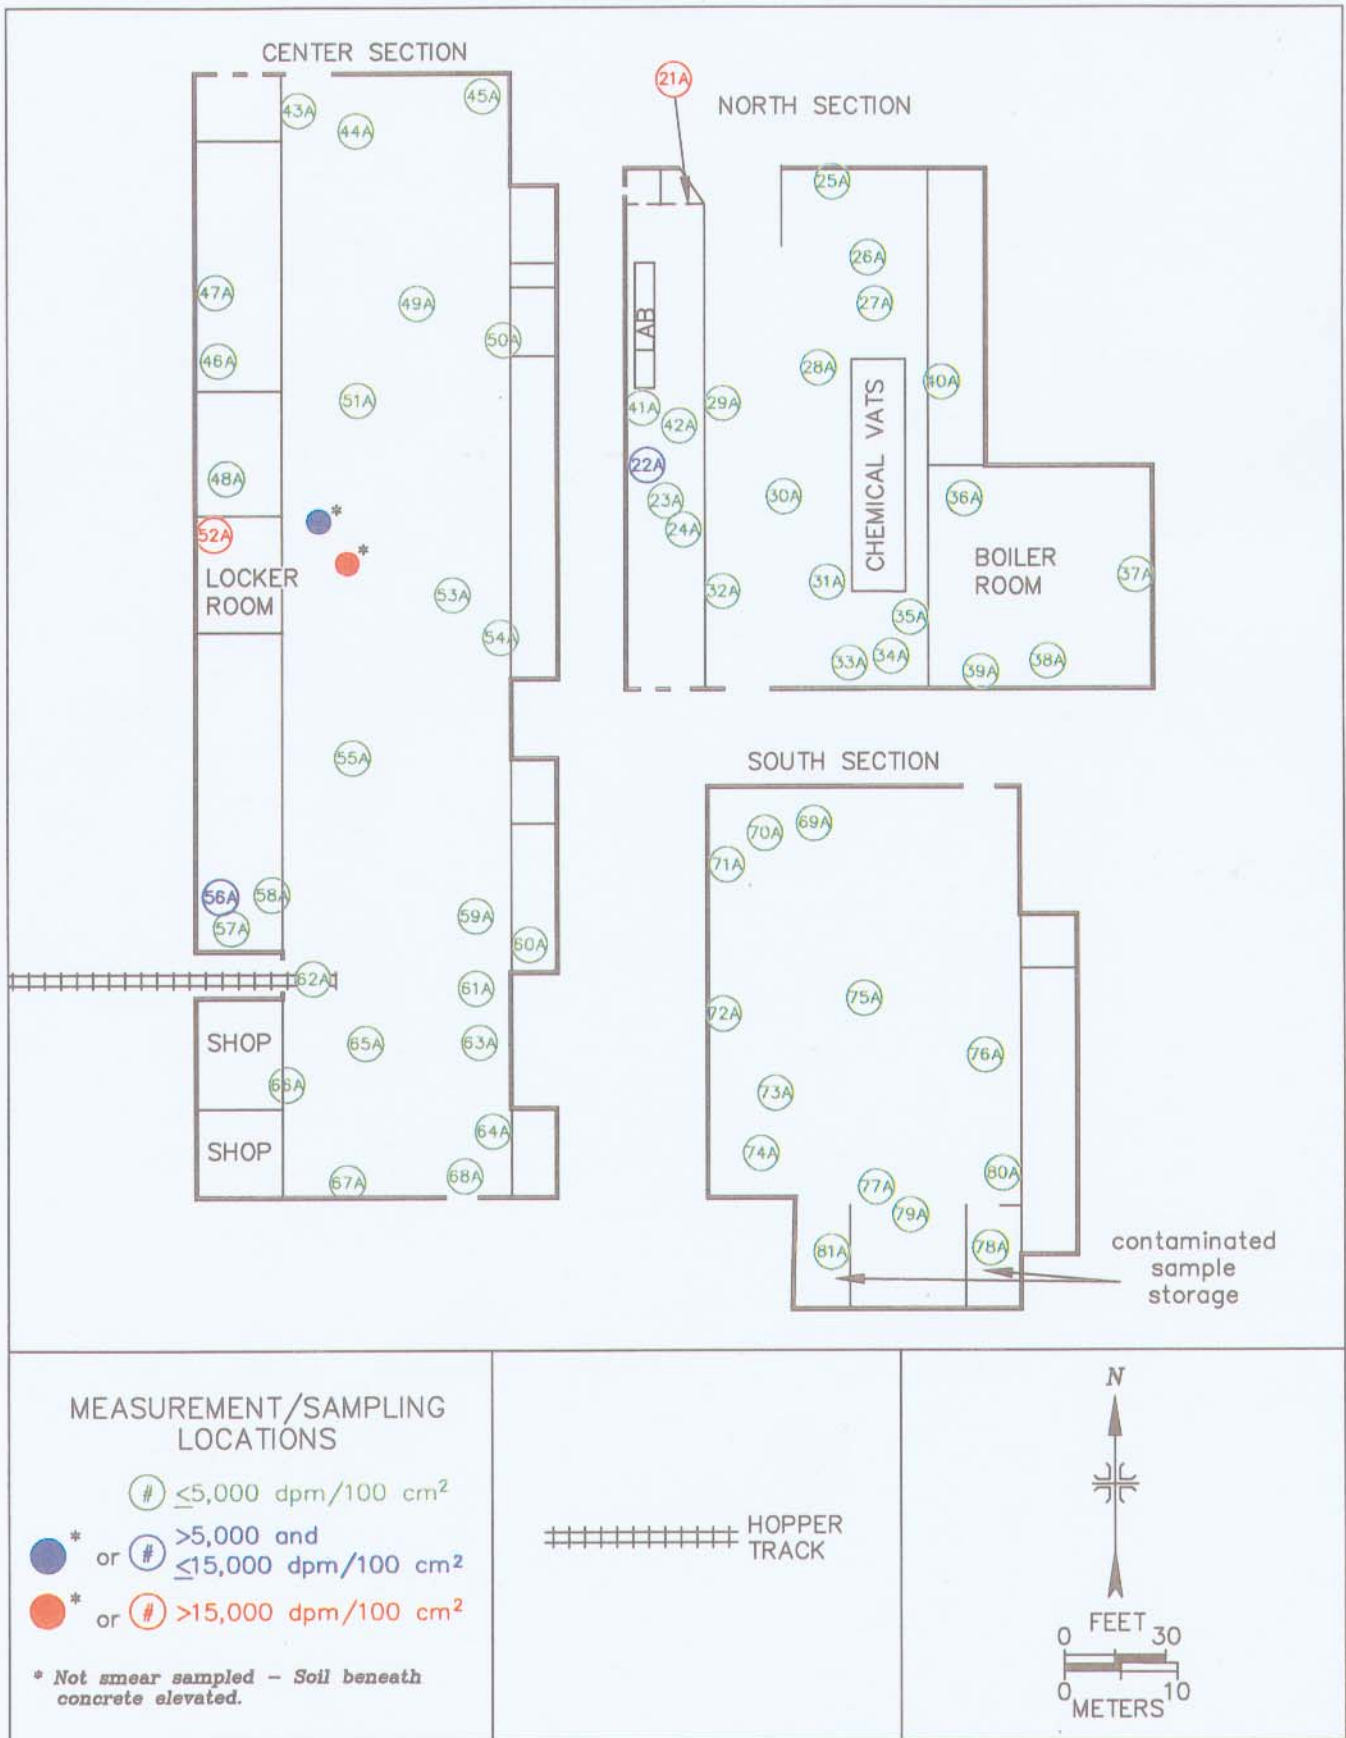 CENTER SECTION
45A
43A
44A
47A
49A
50A
46A
51A
48A
*
52A
*
LOCKER
ROOM
53A
54A
55A
56A
58A
57A
59A
60A
62A
61A
SHOP
65A
63A
66A
64A
SHOP
67A
68A
21A
NORTH SECTION
25A
26A
27A
LAB
28A
CHEMICAL VATS
40A
41A
29A
42A
22A
23A
30A
36A
24A
BOILER
ROOM
37A
32A
31A
35A
33A
34A
39A
38A
SOUTH SECTION
70A
69A
71A
72A
75A
76A
73A
74A
80A
77A
79A
81A
78A
contaminated
sample
storage
MEASUREMENT/SAMPLING
LOCATIONS
# ≤5,000 dpm/100 cm²
* or # >5,000 and
≤15,000 dpm/100 cm²
* or # >15,000 dpm/100 cm²
* Not smear sampled – Soil beneath
concrete elevated.
HOPPER
TRACK
N
FEET
0 30
0 10
METERS